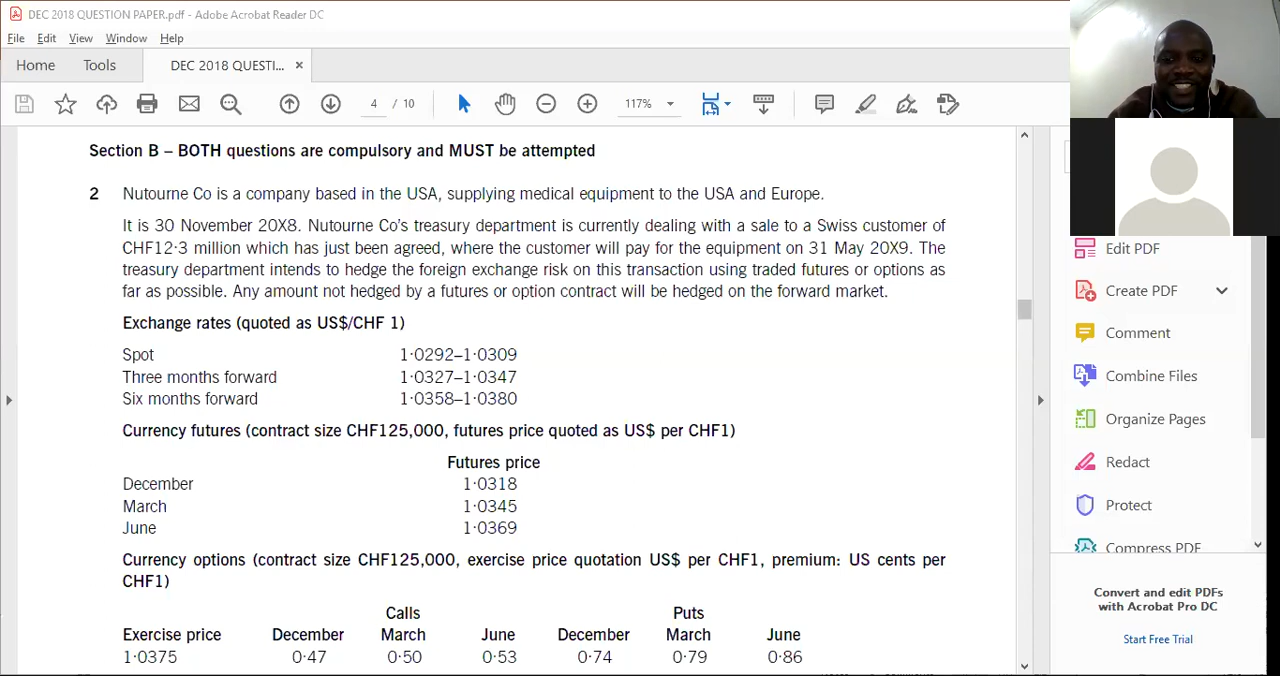 DEC 2018 QUESTION PAPER.pdf - Adobe Acrobat Reader DC
File Edit View Window Help
Home Tools DEC 2018 QUESTI... ×
4 / 10 117%
Section B – BOTH questions are compulsory and MUST be attempted
2 Nutourne Co is a company based in the USA, supplying medical equipment to the USA and Europe.
It is 30 November 20X8. Nutourne Co's treasury department is currently dealing with a sale to a Swiss customer of
CHF12·3 million which has just been agreed, where the customer will pay for the equipment on 31 May 20X9. The
treasury department intends to hedge the foreign exchange risk on this transaction using traded futures or options as
far as possible. Any amount not hedged by a futures or option contract will be hedged on the forward market.
Exchange rates (quoted as US$/CHF 1)
Spot 1·0292–1·0309
Three months forward 1·0327–1·0347
Six months forward 1·0358–1·0380
Currency futures (contract size CHF125,000, futures price quoted as US$ per CHF1)
Futures price
December 1·0318
March 1·0345
June 1·0369
Currency options (contract size CHF125,000, exercise price quotation US$ per CHF1, premium: US cents per
CHF1)
Calls Puts
Exercise price December March June December March June
1·0375 0·47 0·50 0·53 0·74 0·79 0·86
Edit PDF
Create PDF
Comment
Combine Files
Organize Pages
Redact
Protect
Compress PDF
Convert and edit PDFs
with Acrobat Pro DC
Start Free Trial